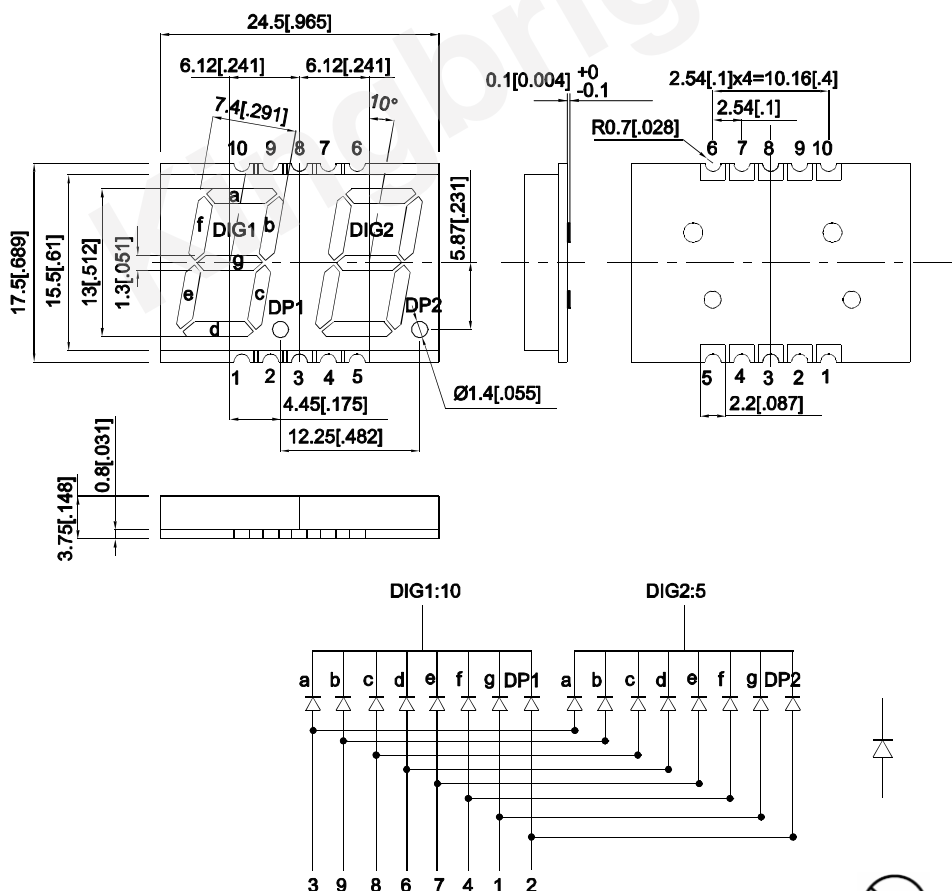 24.5[.965]
6.12[.241] 6.12[.241]
7.4[.291] 10°
10 9 8 7 6
17.5[.689]
15.5[.61]
13[.512]
1.3[.051]
a
f DIG1 b DIG2
g
e c
d DP1 DP2
5.87[.231]
1 2 3 4 5
4.45[.175]
12.25[.482]
Ø1.4[.055]
0.1[0.004] +0
-0.1
2.54[.1]x4=10.16[.4]
2.54[.1]
R0.7[.028]
6 7 8 9 10
5 4 3 2 1
2.2[.087]
0.8[.031]
3.75[.148]
DIG1:10 DIG2:5
a b c d e f g DP1 a b c d e f g DP2
3 9 8 6 7 4 1 2
Kingbrig